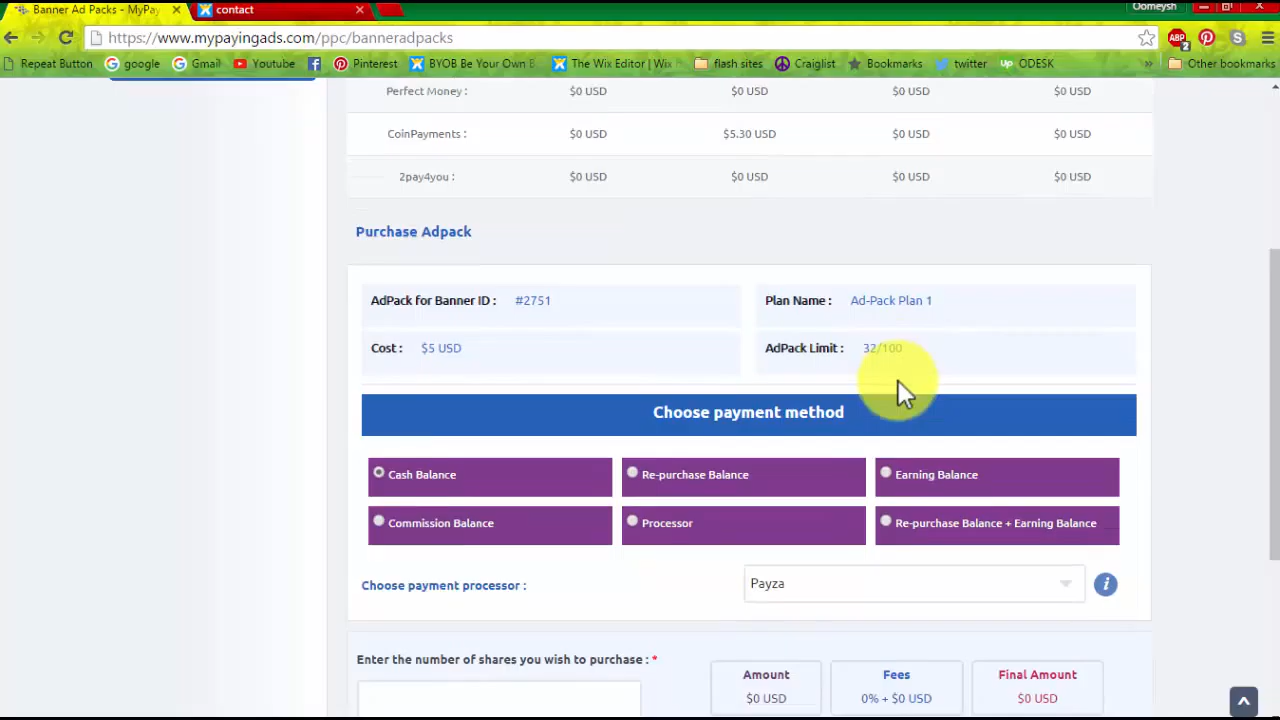 Banner Ad Packs - MyPay
contact
Oomeysh
https://www.mypayingads.com/ppc/banneradpacks
ABP
2
Repeat Button
google
Gmail
Youtube
Pinterest
BYOB Be Your Own B
The Wix Editor | Wix
flash sites
Craiglist
Bookmarks
twitter
Up ODESK
»
Other bookmarks
Perfect Money : $0 USD $0 USD $0 USD $0 USD
CoinPayments : $0 USD $5.30 USD $0 USD $0 USD
2pay4you : $0 USD $0 USD $0 USD $0 USD
Purchase Adpack
AdPack for Banner ID : #2751
Plan Name : Ad-Pack Plan 1
Cost : $5 USD
AdPack Limit : 32/100
Choose payment method
Cash Balance
Re-purchase Balance
Earning Balance
Commission Balance
Processor
Re-purchase Balance + Earning Balance
Choose payment processor :
Payza
i
Enter the number of shares you wish to purchase : *
Amount
Fees
Final Amount
$0 USD
0% + $0 USD
$0 USD